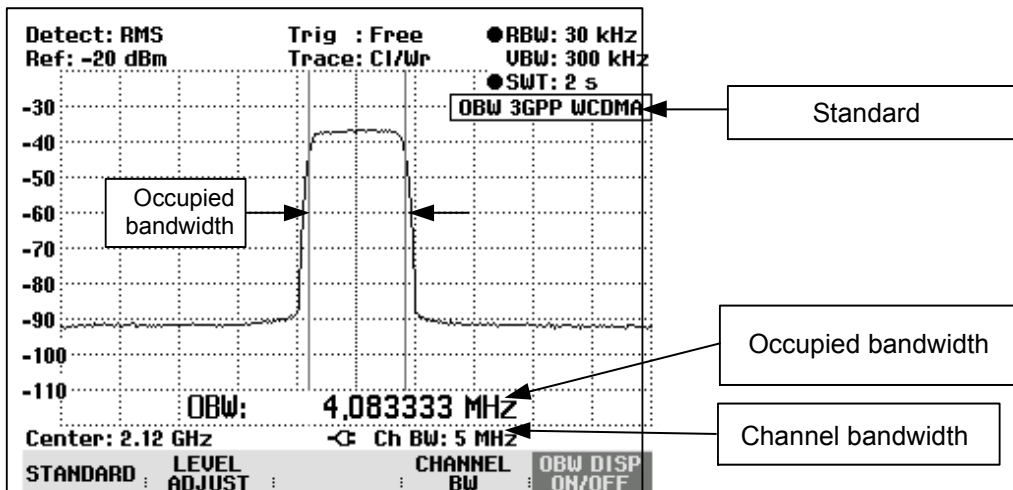 Detect: RMS Trig : Free ●RBW: 30 kHz
Ref: -20 dBm Trace: Cl/Wr VBW: 300 kHz
●SWT: 2 s
-30 OBW 3GPP WCDMA Standard
-40
-50
Occupied
bandwidth
-60
-70
-80
-90
-100
Occupied bandwidth
-110
OBW: 4.083333 MHz
Center: 2.12 GHz Ch BW: 5 MHz Channel bandwidth
STANDARD LEVEL ADJUST CHANNEL BW OBW DISP ON/OFF